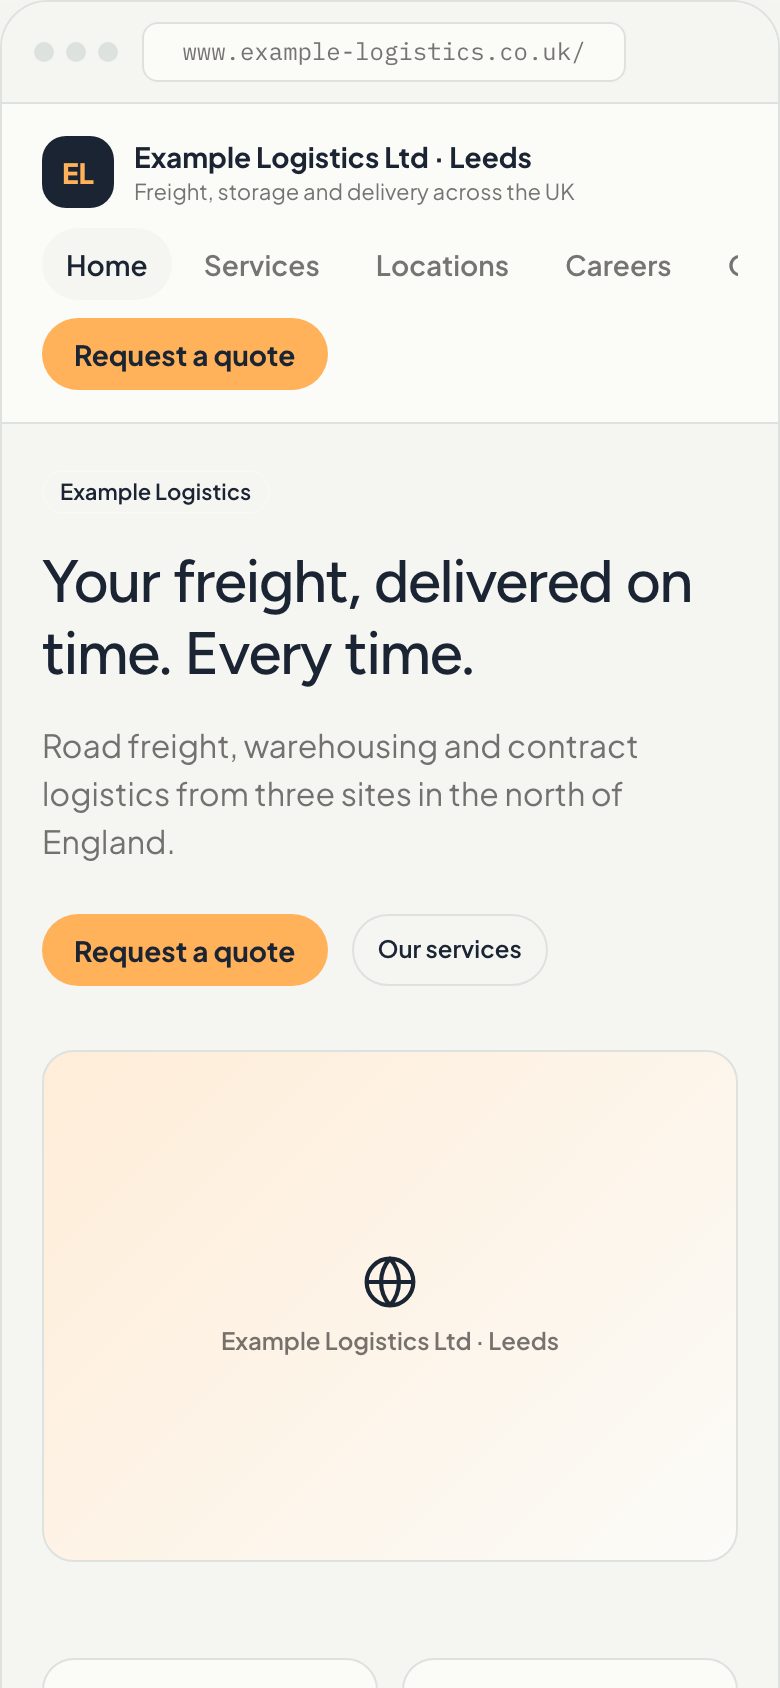 www.example-logistics.co.uk/
EL
Example Logistics Ltd · Leeds
Freight, storage and delivery across the UK
Home Services Locations Careers
Request a quote
Example Logistics
Your freight, delivered on
time. Every time.
Road freight, warehousing and contract
logistics from three sites in the north of
England.
Request a quote Our services
Example Logistics Ltd · Leeds